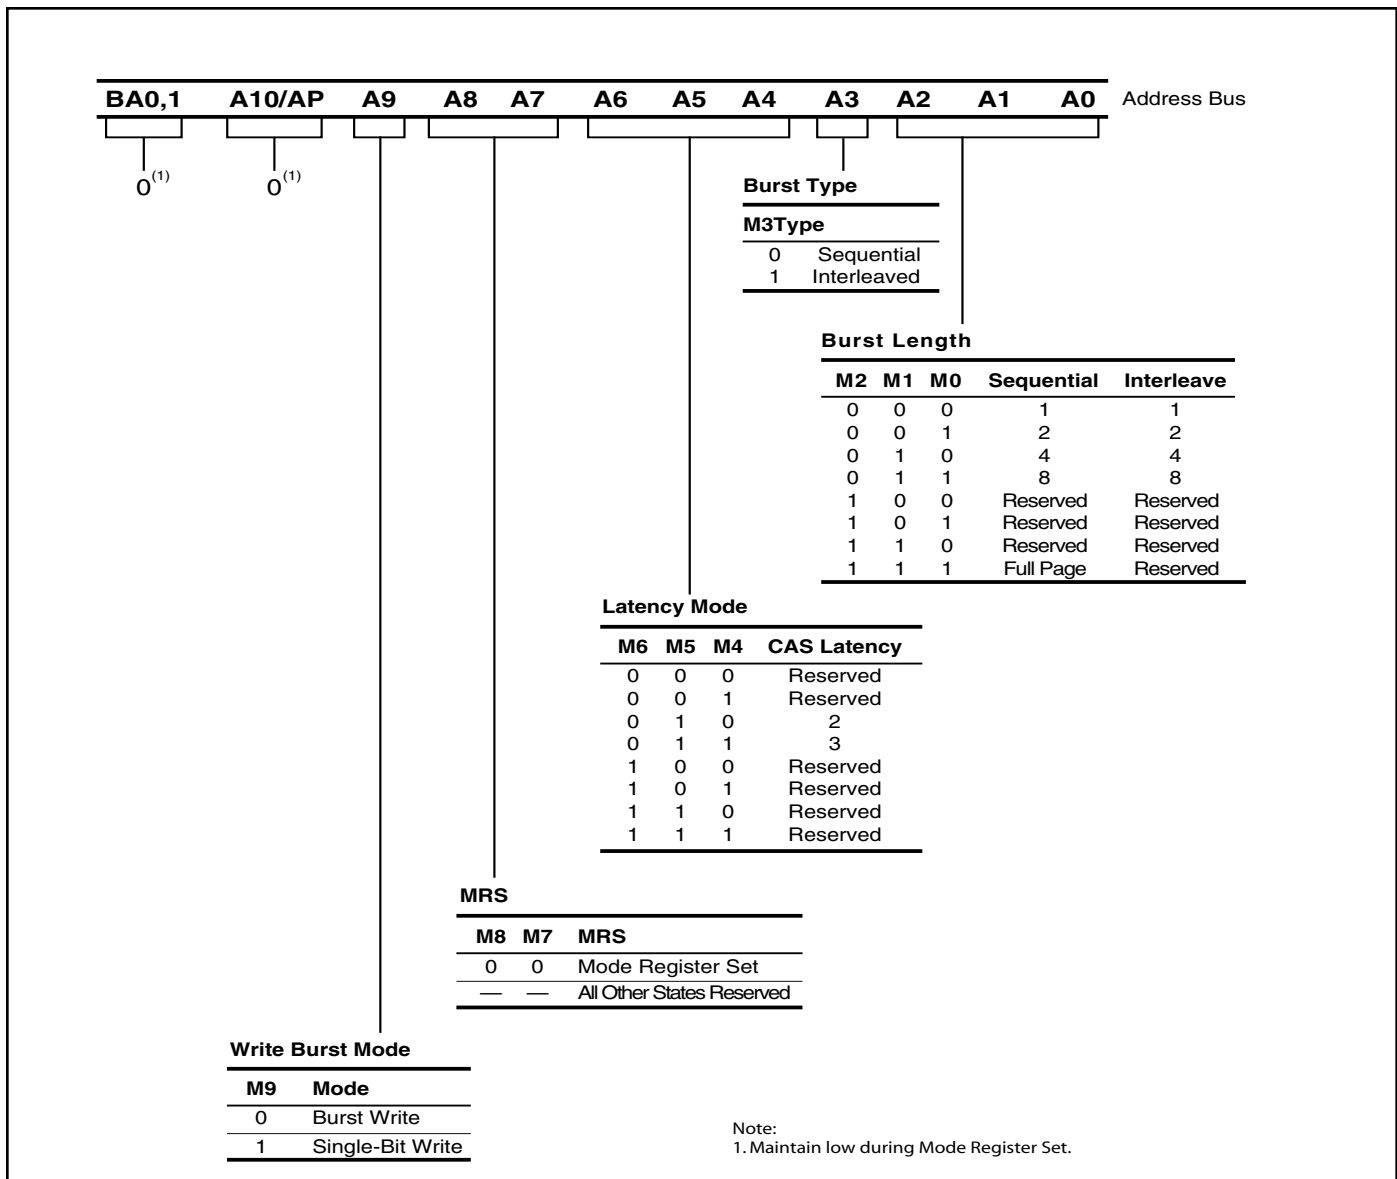 BA0,1 A10/AP A9 A8 A7 A6 A5 A4 A3 A2 A1 A0 Address Bus
0(1) 0(1)
Burst Type
M3Type
0 Sequential
1 Interleaved
Burst Length
M2 M1 M0 Sequential Interleave
0 0 0 1 1
0 0 1 2 2
0 1 0 4 4
0 1 1 8 8
1 0 0 Reserved Reserved
1 0 1 Reserved Reserved
1 1 0 Reserved Reserved
1 1 1 Full Page Reserved
Latency Mode
M6 M5 M4 CAS Latency
0 0 0 Reserved
0 0 1 Reserved
0 1 0 2
0 1 1 3
1 0 0 Reserved
1 0 1 Reserved
1 1 0 Reserved
1 1 1 Reserved
MRS
M8 M7 MRS
0 0 Mode Register Set
— — All Other States Reserved
Write Burst Mode
M9 Mode
0 Burst Write
1 Single-Bit Write
Note:
1. Maintain low during Mode Register Set.